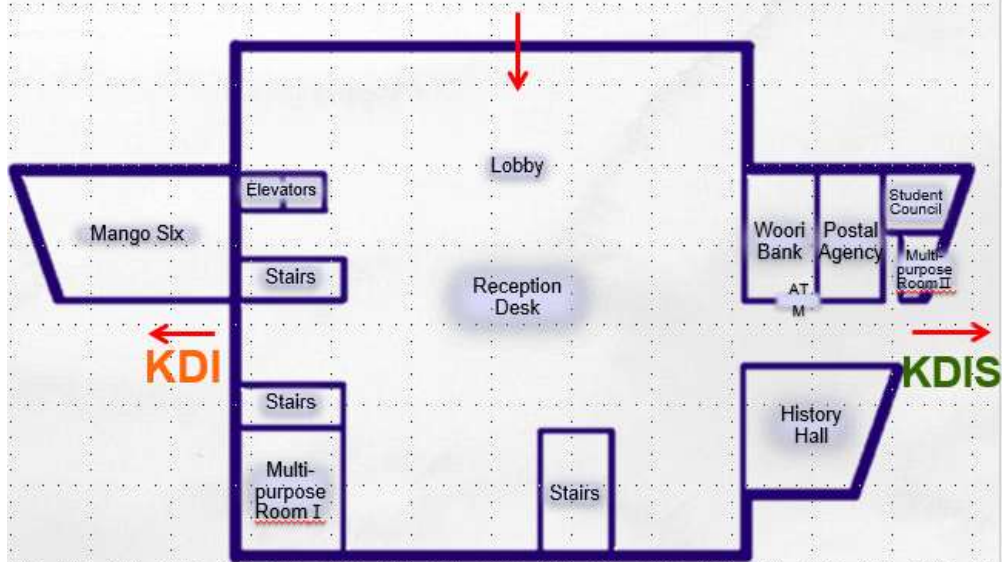 Lobby
Elevators
Mango SIx
Stairs
Reception
Desk
Woori
Bank
Postal
Agency
Student
Council
Multi-
purpose
Room Ⅱ
AT
M
KDI
KDIS
Stairs
Multi-
purpose
Room Ⅰ
Stairs
History
Hall